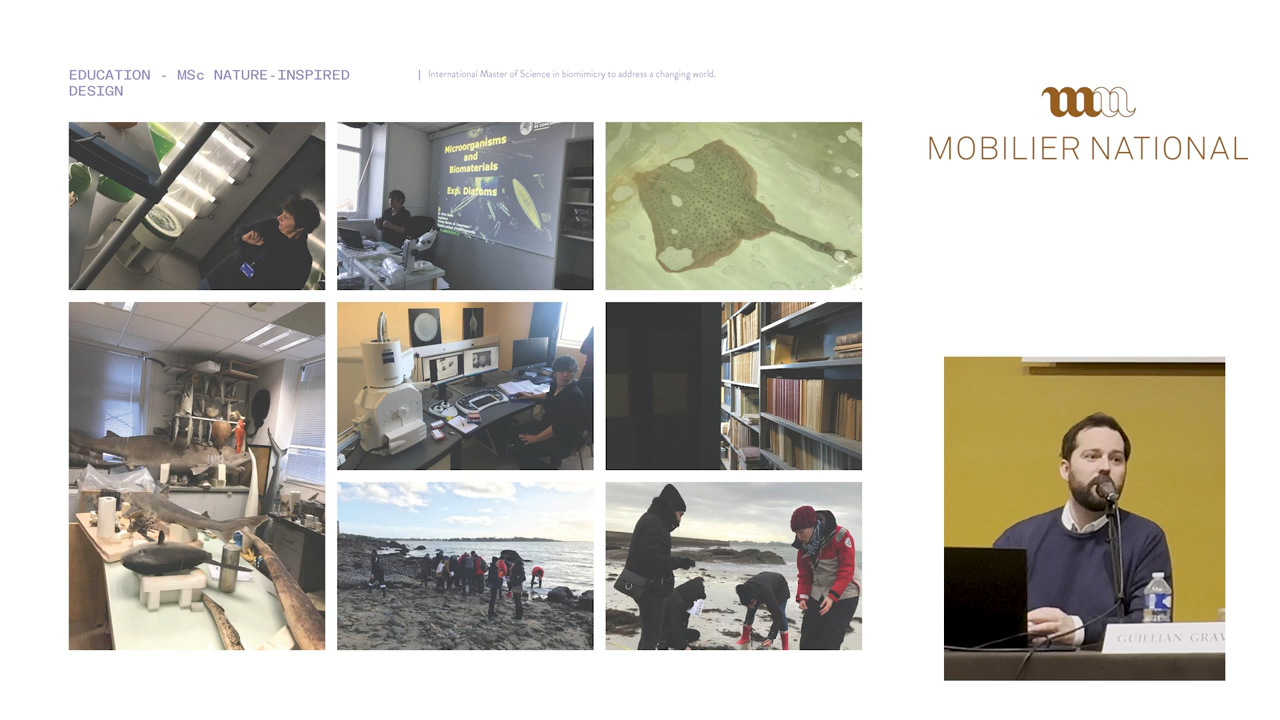 EDUCATION - MSc NATURE-INSPIRED
DESIGN
| International Master of Science in biomimicry to address a changing world.
MOBILIER NATIONAL
Microorganisms
and
Biomaterials
Exp. Diatoms
GUILLIAN GRAV